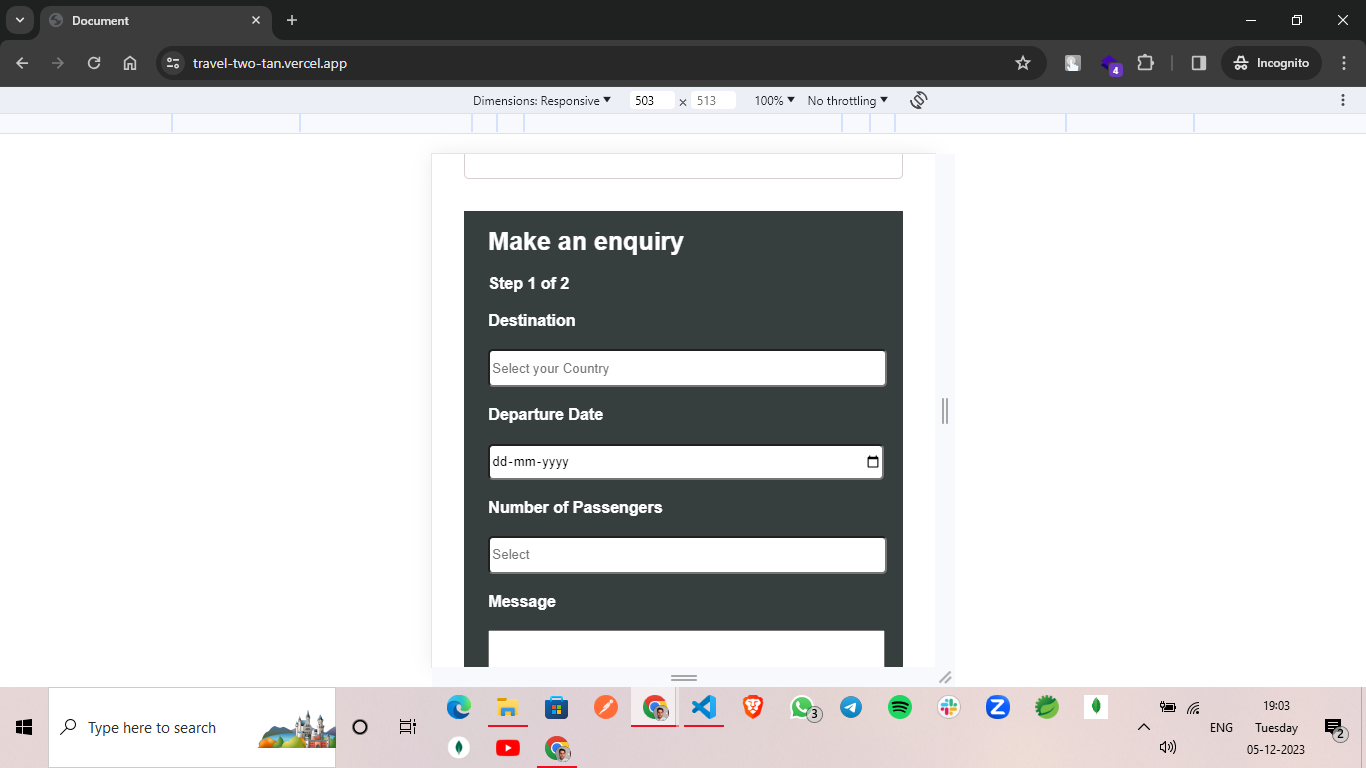 Document
travel-two-tan.vercel.app
4
Incognito
Dimensions: Responsive
503 × 513
100%
No throttling
Make an enquiry
Step 1 of 2
Destination
Select your Country
Departure Date
dd-mm-yyyy
Number of Passengers
Select
Message
Type here to search
3
ENG
19:03
Tuesday
05-12-2023
2